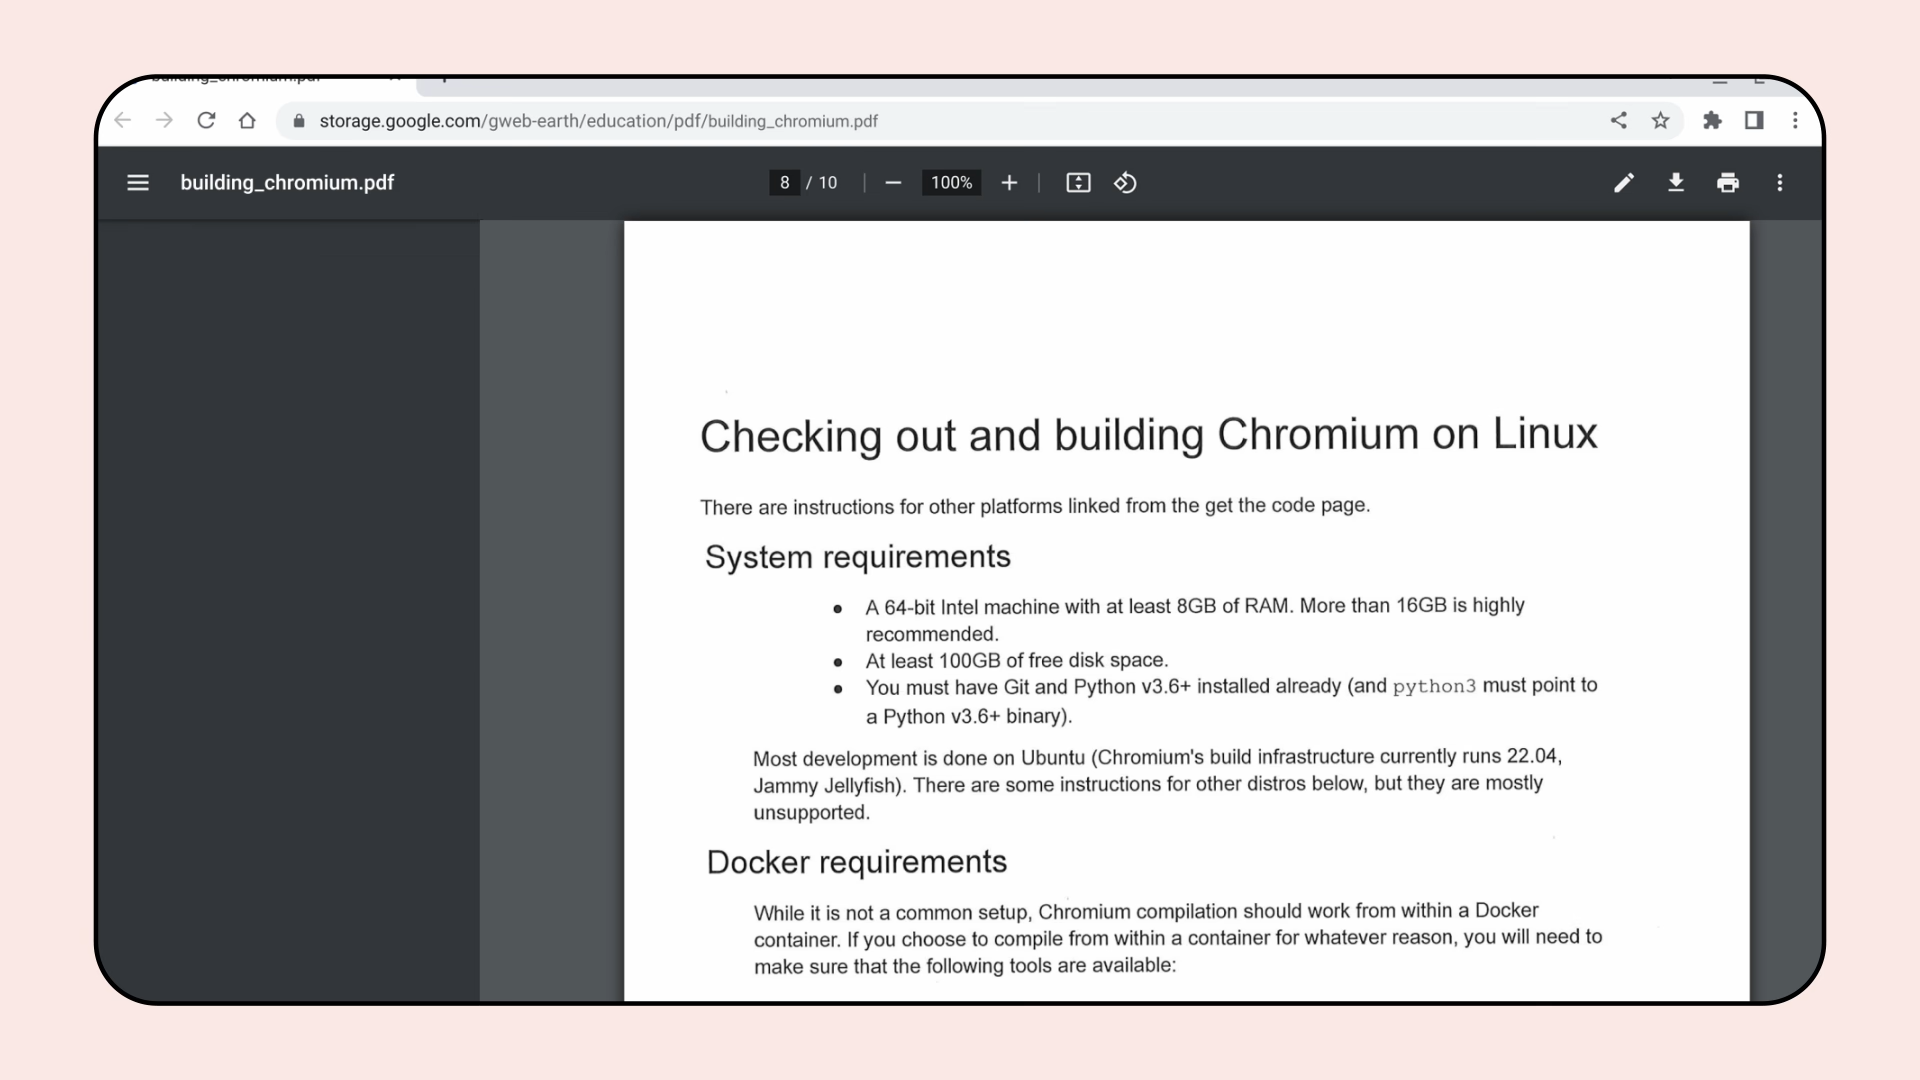 storage.google.com/gweb-earth/education/pdf/building_chromium.pdf
building_chromium.pdf
8 / 10
100%
Checking out and building Chromium on Linux
There are instructions for other platforms linked from the get the code page.
System requirements
● A 64-bit Intel machine with at least 8GB of RAM. More than 16GB is highly
recommended.
● At least 100GB of free disk space.
● You must have Git and Python v3.6+ installed already (and python3 must point to
a Python v3.6+ binary).
Most development is done on Ubuntu (Chromium's build infrastructure currently runs 22.04,
Jammy Jellyfish). There are some instructions for other distros below, but they are mostly
unsupported.
Docker requirements
While it is not a common setup, Chromium compilation should work from within a Docker
container. If you choose to compile from within a container for whatever reason, you will need to
make sure that the following tools are available: